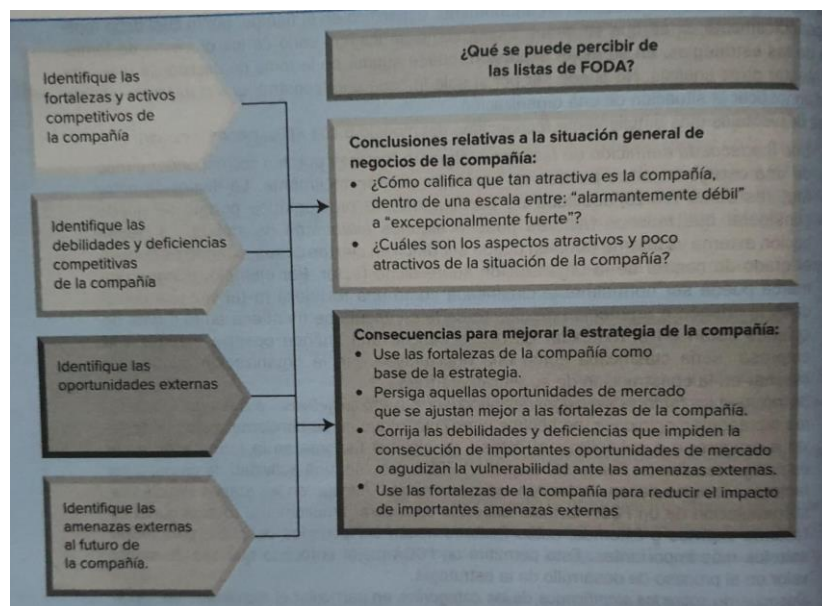 Identifique las
fortalezas y activos
competitivos de
la compañía
Identifique las
debilidades y deficiencias
competitivas
de la compañía
Identifique las
oportunidades externas
Identifique las
amenazas externas
al futuro de
la compañía.
¿Qué se puede percibir de
las listas de FODA?
Conclusiones relativas a la situación general de
negocios de la compañía:
• ¿Cómo califica que tan atractiva es la compañía,
dentro de una escala entre: “alarmantemente débil”
a “excepcionalmente fuerte”?
• ¿Cuáles son los aspectos atractivos y poco
atractivos de la situación de la compañía?
Consecuencias para mejorar la estrategia de la compañía:
• Use las fortalezas de la compañía como
base de la estrategia.
• Persiga aquellas oportunidades de mercado
que se ajustan mejor a las fortalezas de la compañía.
• Corrija las debilidades y deficiencias que impiden la
consecución de importantes oportunidades de mercado
o agudizan la vulnerabilidad ante las amenazas externas.
• Use las fortalezas de la compañía para reducir el impacto
de importantes amenazas externas